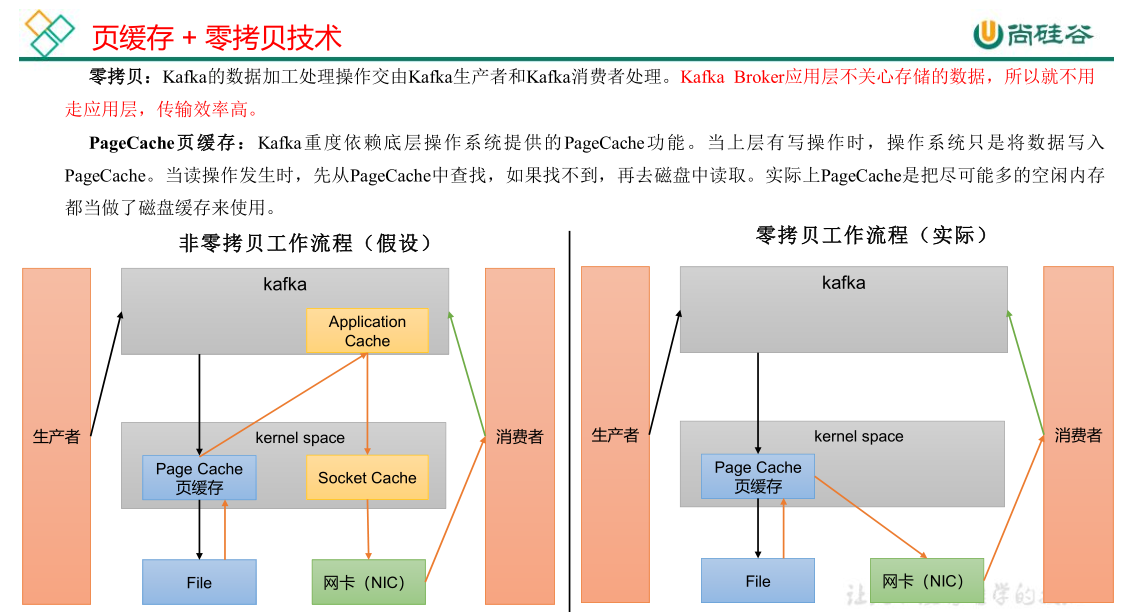 页缓存 + 零拷贝技术
尚硅谷
零拷贝：Kafka的数据加工处理操作交由Kafka生产者和Kafka消费者处理。Kafka Broker应用层不关心存储的数据，所以就不用
走应用层，传输效率高。
PageCache页缓存：Kafka重度依赖底层操作系统提供的PageCache功能。当上层有写操作时，操作系统只是将数据写入
PageCache。当读操作发生时，先从PageCache中查找，如果找不到，再去磁盘中读取。实际上PageCache是把尽可能多的空闲内存
都当做了磁盘缓存来使用。
非零拷贝工作流程（假设）
kafka
Application
Cache
生产者
消费者
kernel space
Page Cache
页缓存
Socket Cache
File
网卡（NIC）
零拷贝工作流程（实际）
kafka
生产者
消费者
kernel space
Page Cache
页缓存
File
网卡（NIC）